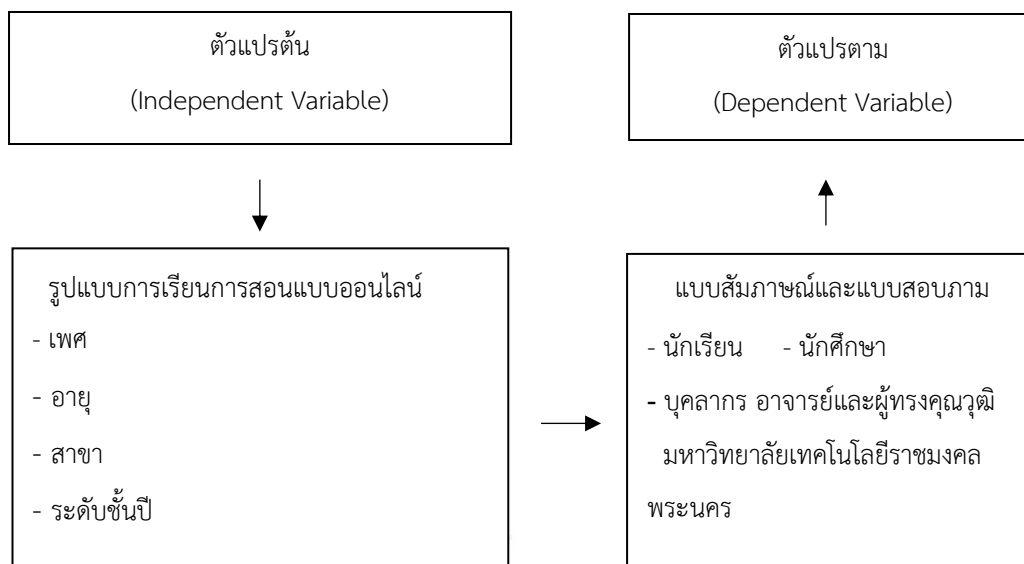 ตัวแปรต้น
(Independent Variable)
ตัวแปรตาม
(Dependent Variable)
รูปแบบการเรียนการสอนแบบออนไลน์
- เพศ
- อายุ
- สาขา
- ระดับชั้นปี
แบบสัมภาษณ์และแบบสอบภาม
- นักเรียน - นักศึกษา
- บุคลากร อาจารย์และผู้ทรงคุณวุฒิ
มหาวิทยาลัยเทคโนโลยีราชมงคล
พระนคร